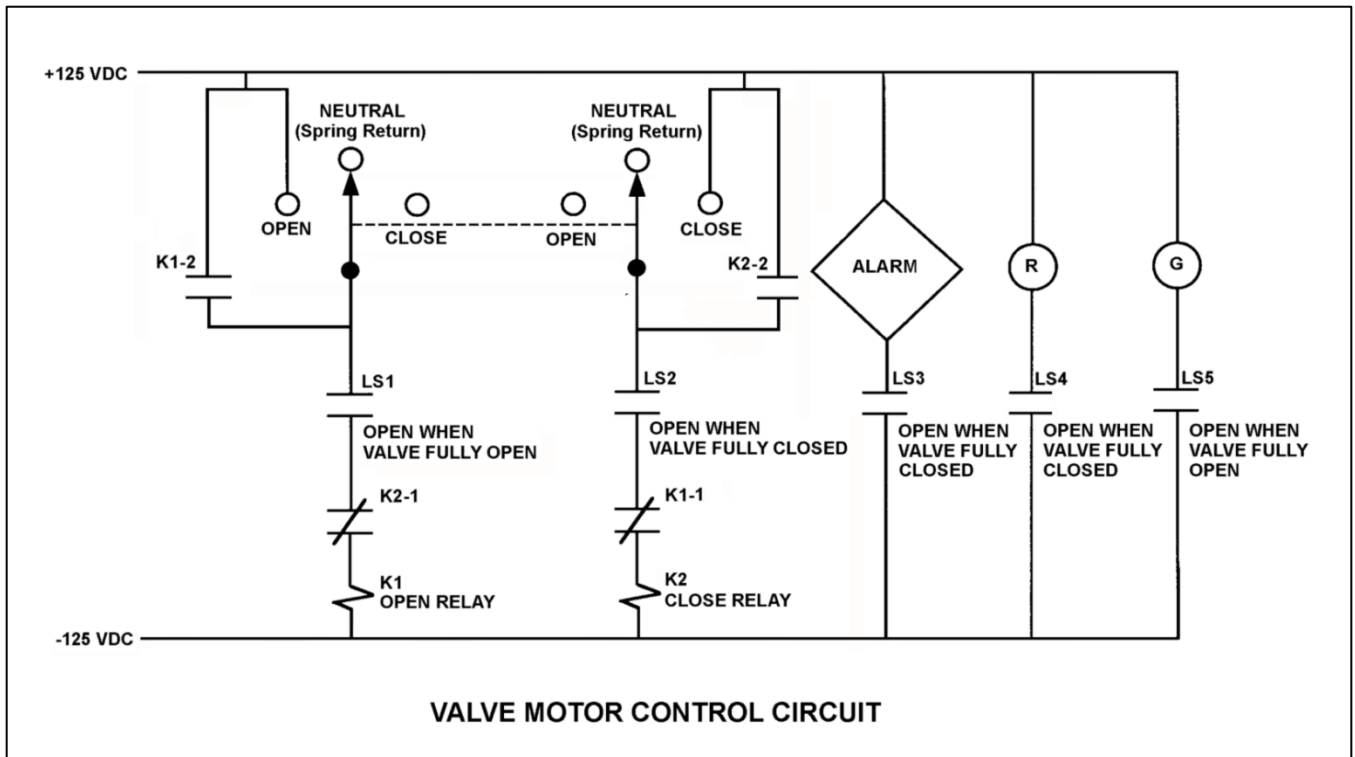 +125 VDC
NEUTRAL
(Spring Return)
NEUTRAL
(Spring Return)
OPEN
CLOSE
OPEN
CLOSE
K1-2
K2-2
ALARM
R
G
LS1
OPEN WHEN
VALVE FULLY OPEN
LS2
OPEN WHEN
VALVE FULLY CLOSED
LS3
OPEN WHEN
VALVE FULLY
CLOSED
LS4
OPEN WHEN
VALVE FULLY
CLOSED
LS5
OPEN WHEN
VALVE FULLY
OPEN
K2-1
K1-1
K1
OPEN RELAY
K2
CLOSE RELAY
-125 VDC
VALVE MOTOR CONTROL CIRCUIT